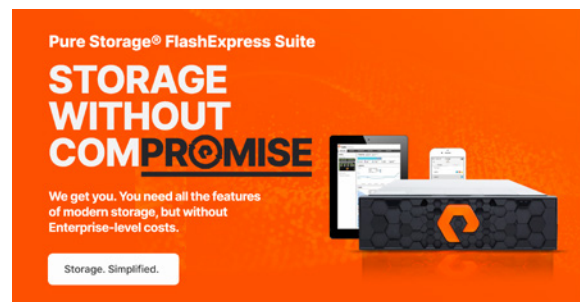 Pure Storage® FlashExpress Suite
STORAGE
WITHOUT
COMPROMISE
We get you. You need all the features
of modern storage, but without
Enterprise-level costs.
Storage. Simplified.